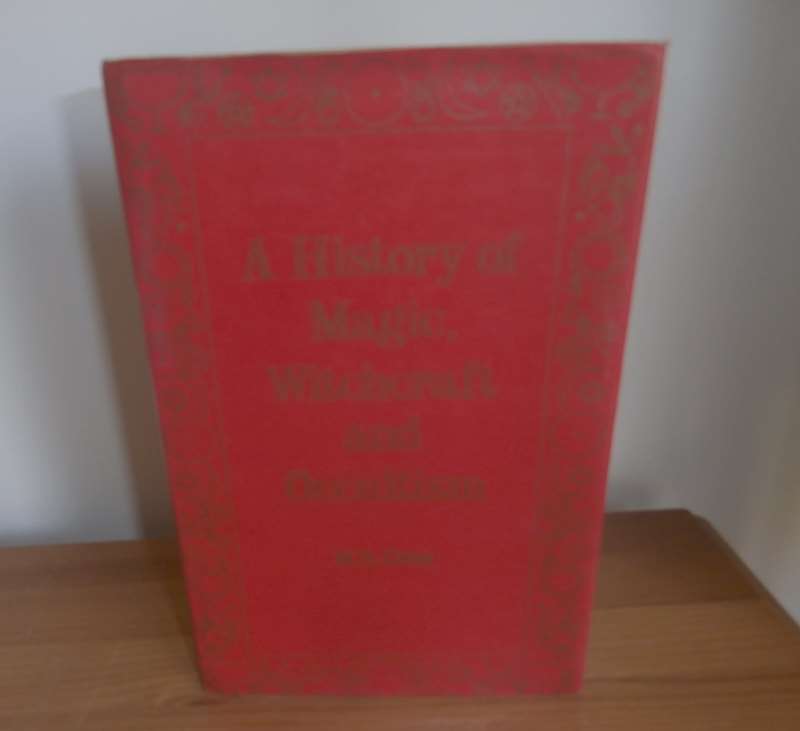 A History of
Magic,
Witchcraft
and
Occultism